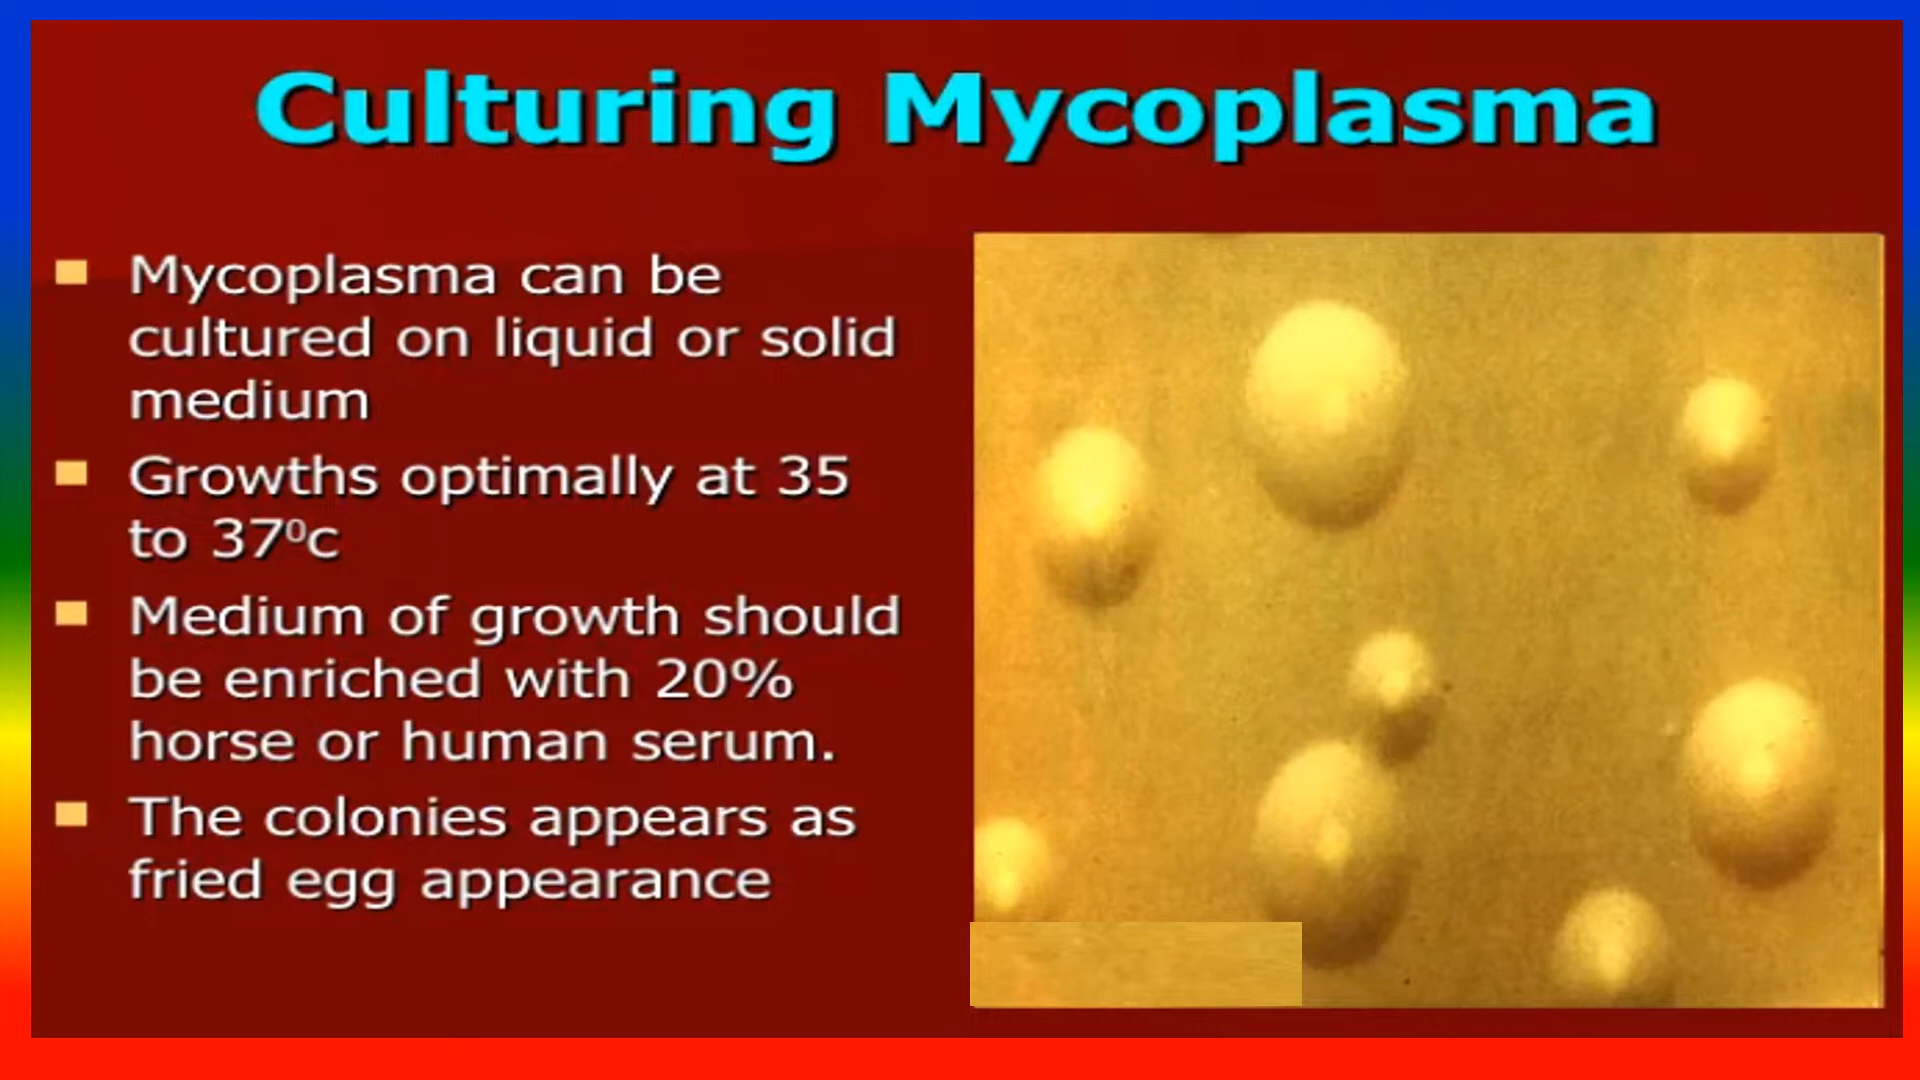 Culturing Mycoplasma
Mycoplasma can be
cultured on liquid or solid
medium
Growths optimally at 35
to 37⁰c
Medium of growth should
be enriched with 20%
horse or human serum.
The colonies appears as
fried egg appearance